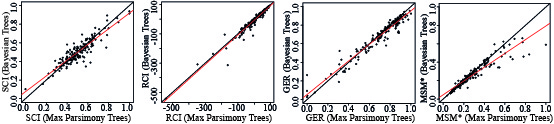 SCI (Bayesian Trees)
0.0 0.2 0.4 0.6 0.8 1.0
0.0 0.2 0.4 0.6 0.8 1.0
SCI (Max Parsimony Trees)
RCI (Bayesian Trees)
-500 -300 -100 100
-500 -300 -100 100
RCI (Max Parsimony Trees)
GER (Bayesian Trees)
0.0 0.2 0.4 0.6 0.8 1.0
0.0 0.2 0.4 0.6 0.8 1.0
GER (Max Parsimony Trees)
MSM* (Bayesian Trees)
0.0 0.2 0.4 0.6 0.8 1.0
0.0 0.2 0.4 0.6 0.8 1.0
MSM* (Max Parsimony Trees)